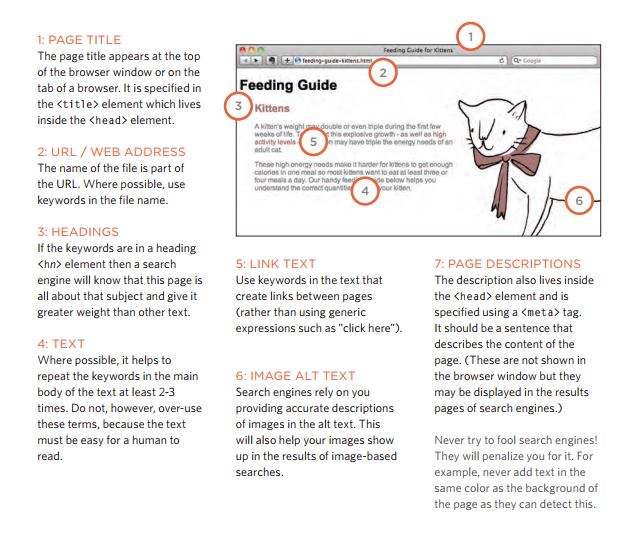 1: PAGE TITLE
The page title appears at the top
of the browser window or on the
tab of a browser. It is specified in
the <title> element which lives
inside the <head> element.
2: URL / WEB ADDRESS
The name of the file is part of
the URL. Where possible, use
keywords in the file name.
3: HEADINGS
If the keywords are in a heading
<hn> element then a search
engine will know that this page is
all about that subject and give it
greater weight than other text.
4: TEXT
Where possible, it helps to
repeat the keywords in the main
body of the text at least 2-3
times. Do not, however, over-use
these terms, because the text
must be easy for a human to
read.
1
Feeding Guide for Kittens
feeding-guide-kittens.html
Google
2
Feeding Guide
3
Kittens
A kitten's weight may double or even triple during the first few
weeks of life. To this explosive growth - as well as high
activity levels - may have triple the energy needs of an
adult cat.
5
These high energy needs make it harder for kittens to get enough
calories in one meal so most kittens want to eat at least three or
four meals a day. Our handy feeding guide below helps you
understand the correct your kitten.
4
6
5: LINK TEXT
Use keywords in the text that
create links between pages
(rather than using generic
expressions such as "click here").
6: IMAGE ALT TEXT
Search engines rely on you
providing accurate descriptions
of images in the alt text. This
will also help your images show
up in the results of image-based
searches.
7: PAGE DESCRIPTIONS
The description also lives inside
the <head> element and is
specified using a <meta> tag.
It should be a sentence that
describes the content of the
page. (These are not shown in
the browser window but they
may be displayed in the results
pages of search engines.)
Never try to fool search engines!
They will penalize you for it. For
example, never add text in the
same color as the background of
the page as they can detect this.